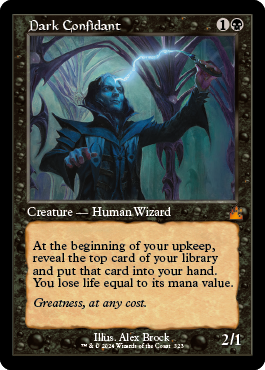 Dark Confidant 1
Creature — Human Wizard
At the beginning of your upkeep,
reveal the top card of your library
and put that card into your hand.
You lose life equal to its mana value.
Greatness, at any cost.
Illus. Alex Brock
™ & © 2024 Wizards of the Coast 323
2/1